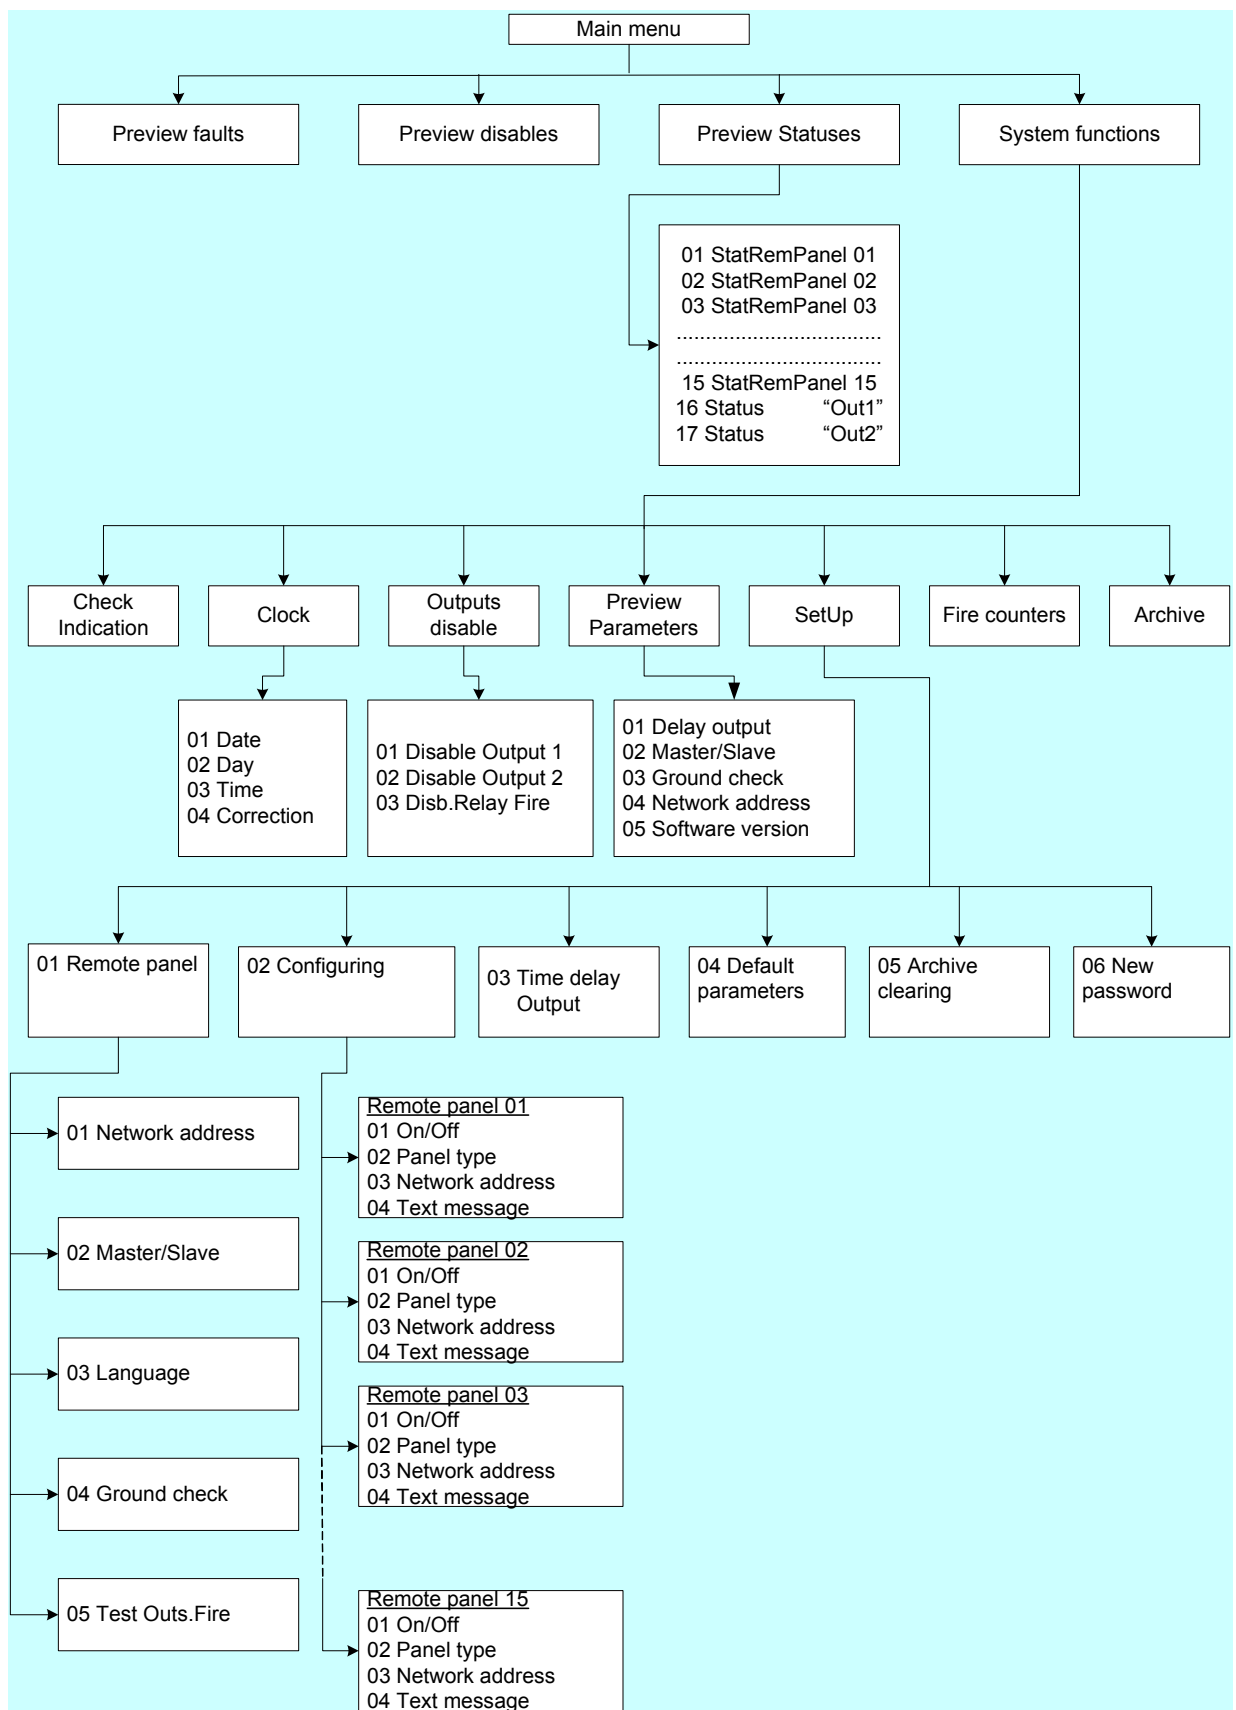 Main menu
Preview faults
Preview disables
Preview Statuses
System functions
01 StatRemPanel 01
02 StatRemPanel 02
03 StatRemPanel 03
....................................
....................................
15 StatRemPanel 15
16 Status “Out1”
17 Status “Out2”
Check
Indication
Clock
Outputs
disable
Preview
Parameters
SetUp
Fire counters
Archive
01 Date
02 Day
03 Time
04 Correction
01 Disable Output 1
02 Disable Output 2
03 Disb.Relay Fire
01 Delay output
02 Master/Slave
03 Ground check
04 Network address
05 Software version
01 Remote panel
02 Configuring
03 Time delay
Output
04 Default
parameters
05 Archive
clearing
06 New
password
01 Network address
02 Master/Slave
03 Language
04 Ground check
05 Test Outs.Fire
Remote panel 01
01 On/Off
02 Panel type
03 Network address
04 Text message
Remote panel 02
01 On/Off
02 Panel type
03 Network address
04 Text message
Remote panel 03
01 On/Off
02 Panel type
03 Network address
04 Text message
Remote panel 15
01 On/Off
02 Panel type
03 Network address
04 Text message